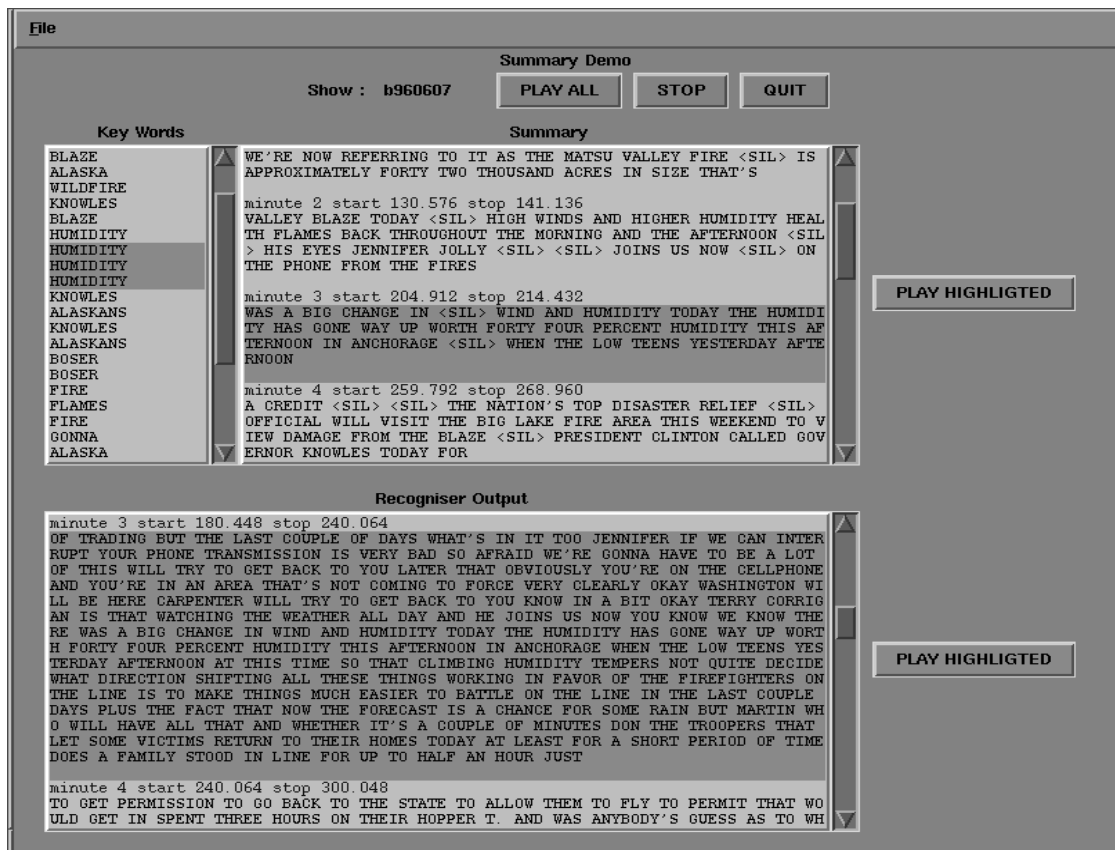 File
Summary Demo
Show : b960607
PLAY ALL
STOP
QUIT
Key Words
BLAZE
ALASKA
WILDFIRE
KNOWLES
BLAZE
HUMIDITY
HUMIDITY
HUMIDITY
HUMIDITY
KNOWLES
ALASKANS
KNOWLES
ALASKANS
BOSER
BOSER
FIRE
FLAMES
FIRE
GONNA
ALASKA
Summary
WE'RE NOW REFERRING TO IT AS THE MATSU VALLEY FIRE <SIL> IS
APPROXIMATELY FORTY TWO THOUSAND ACRES IN SIZE THAT'S
minute 2 start 130.576 stop 141.136
VALLEY BLAZE TODAY <SIL> HIGH WINDS AND HIGHER HUMIDITY HEAL
TH FLAMES BACK THROUGHOUT THE MORNING AND THE AFTERNOON <SIL
> HIS EYES JENNIFER JOLLY <SIL> <SIL> JOINS US NOW <SIL> ON
THE PHONE FROM THE FIRES
minute 3 start 204.912 stop 214.432
WAS A BIG CHANGE IN <SIL> WIND AND HUMIDITY TODAY THE HUMIDI
TY HAS GONE WAY UP WORTH FORTY FOUR PERCENT HUMIDITY THIS AF
TERNOON IN ANCHORAGE <SIL> WHEN THE LOW TEENS YESTERDAY AFTE
RNOON
minute 4 start 259.792 stop 268.960
A CREDIT <SIL> <SIL> THE NATION'S TOP DISASTER RELIEF <SIL>
OFFICIAL WILL VISIT THE BIG LAKE FIRE AREA THIS WEEKEND TO V
IEW DAMAGE FROM THE BLAZE <SIL> PRESIDENT CLINTON CALLED GOV
ERNOR KNOWLES TODAY FOR
PLAY HIGHLIGTED
Recogniser Output
minute 3 start 180.448 stop 240.064
OF TRADING BUT THE LAST COUPLE OF DAYS WHAT'S IN IT TOO JENNIFER IF WE CAN INTER
RUPT YOUR PHONE TRANSMISSION IS VERY BAD SO AFRAID WE'RE GONNA HAVE TO BE A LOT
OF THIS WILL TRY TO GET BACK TO YOU LATER THAT OBVIOUSLY YOU'RE ON THE CELLPHONE
AND YOU'RE IN AN AREA THAT'S NOT COMING TO FORCE VERY CLEARLY OKAY WASHINGTON WI
LL BE HERE CARPENTER WILL TRY TO GET BACK TO YOU KNOW IN A BIT OKAY TERRY CORRIG
AN IS THAT WATCHING THE WEATHER ALL DAY AND HE JOINS US NOW YOU KNOW WE KNOW THE
RE WAS A BIG CHANGE IN WIND AND HUMIDITY TODAY THE HUMIDITY HAS GONE WAY UP WORT
H FORTY FOUR PERCENT HUMIDITY THIS AFTERNOON IN ANCHORAGE WHEN THE LOW TEENS YES
TERDAY AFTERNOON AT THIS TIME SO THAT CLIMBING HUMIDITY TEMPERS NOT QUITE DECIDE
WHAT DIRECTION SHIFTING ALL THESE THINGS WORKING IN FAVOR OF THE FIREFIGHTERS ON
THE LINE IS TO MAKE THINGS MUCH EASIER TO BATTLE ON THE LINE IN THE LAST COUPLE
DAYS PLUS THE FACT THAT NOW THE FORECAST IS A CHANCE FOR SOME RAIN BUT MARTIN WH
O WILL HAVE ALL THAT AND WHETHER IT'S A COUPLE OF MINUTES DON THE TROOPERS THAT
LET SOME VICTIMS RETURN TO THEIR HOMES TODAY AT LEAST FOR A SHORT PERIOD OF TIME
DOES A FAMILY STOOD IN LINE FOR UP TO HALF AN HOUR JUST
minute 4 start 240.064 stop 300.048
TO GET PERMISSION TO GO BACK TO THE STATE TO ALLOW THEM TO FLY TO PERMIT THAT WO
ULD GET IN SPENT THREE HOURS ON THEIR HOPPER T. AND WAS ANYBODY'S GUESS AS TO WH
PLAY HIGHLIGTED